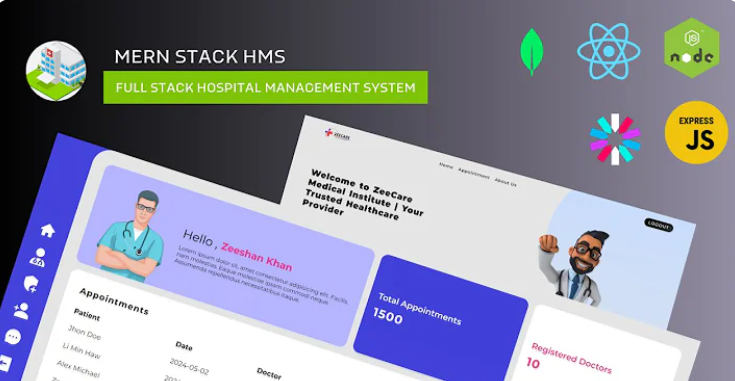 MERN STACK HMS
FULL STACK HOSPITAL MANAGEMENT SYSTEM
node
JS
EXPRESS
JS
ZEECARE
Home Appointment About Us
LOGOUT
Welcome to ZeeCare
Medical Institute | Your
Trusted Healthcare
Provider
Hello , Zeeshan Khan
Lorem ipsum dolor sit, amet consectetur adipisicing elit. Facilis,
nam molestias. Eaque molestiae ipsam commodi neque.
Assumenda repellendus necessitatibus itaque.
Total Appointments
1500
Registered Doctors
10
Appointments
Patient
Date
Doctor
Jhon Doe
2024-05-02
Li Min Haw
Alex Michael